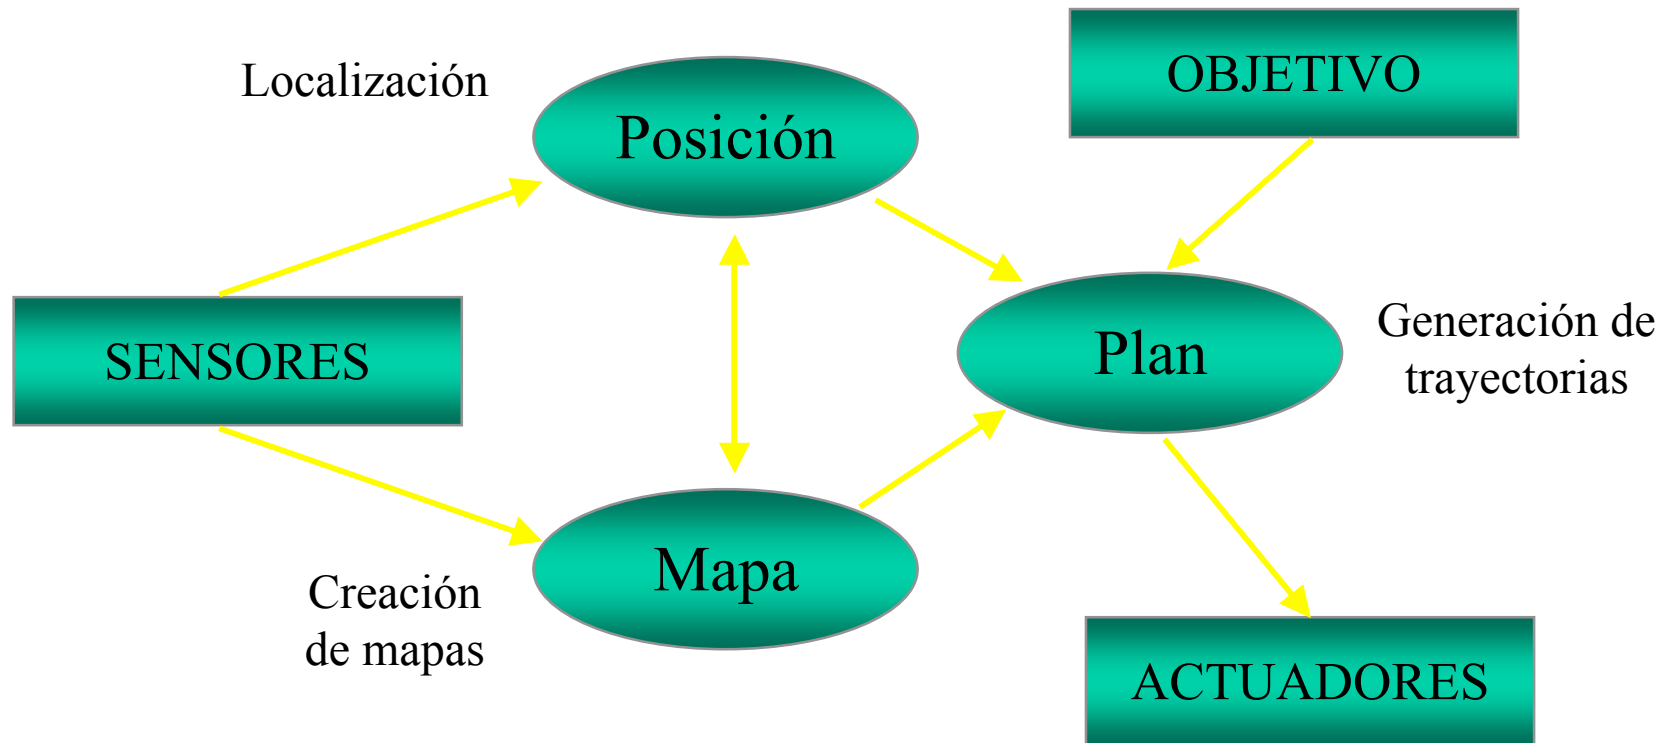 Localización
Posición
OBJETIVO
SENSORES
Plan
Generación de
trayectorias
Mapa
Creación
de mapas
ACTUADORES